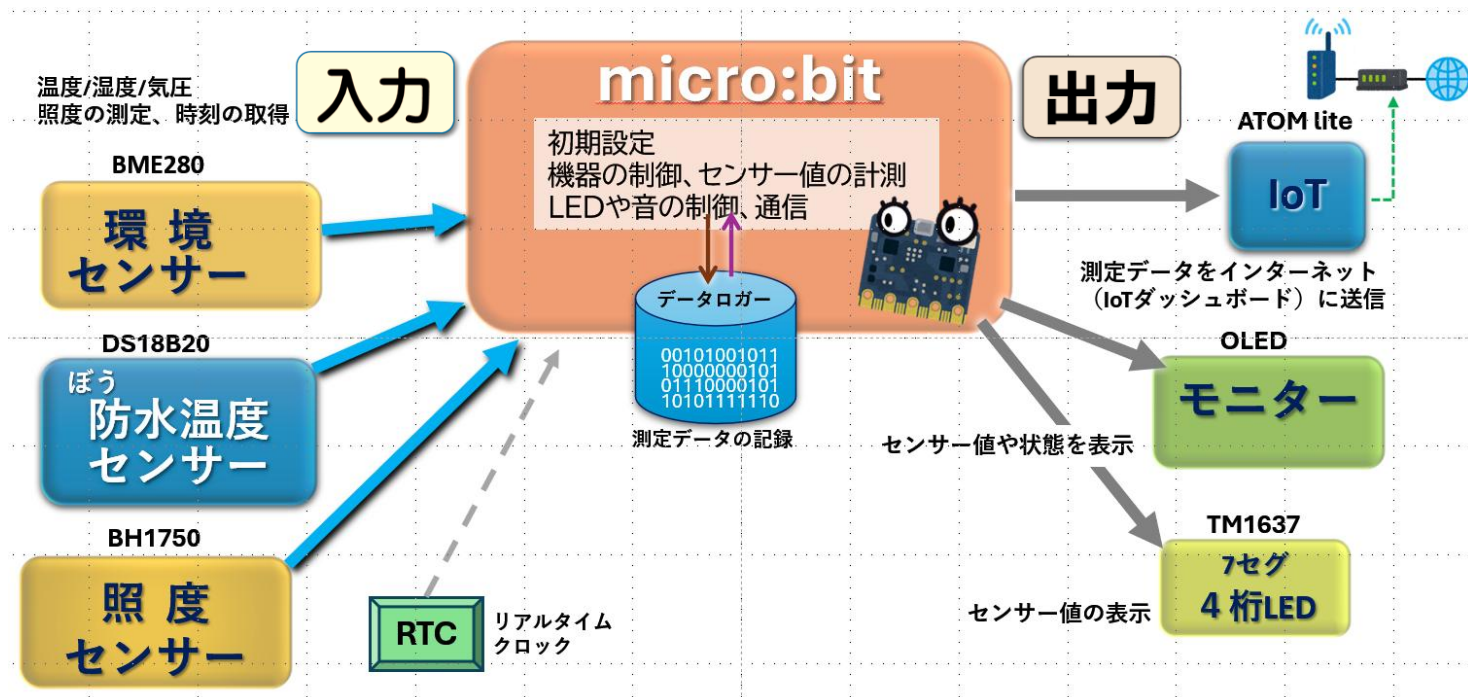 温度/湿度/気圧
照度の測定、時刻の取得
入力
BME280
環 境
センサー
DS18B20
ぼう
防水温度
センサー
BH1750
照 度
センサー
RTC
リアルタイム
クロック
micro:bit
初期設定
機器の制御、センサー値の計測
LEDや音の制御、通信
データロガー
00101001011
10000000101
01110000101
10101111110
測定データの記録
出力
ATOM lite
IoT
測定データをインターネット
（IoTダッシュボード）に送信
OLED
モニター
センサー値や状態を表示
TM1637
7セグ
４桁LED
センサー値の表示